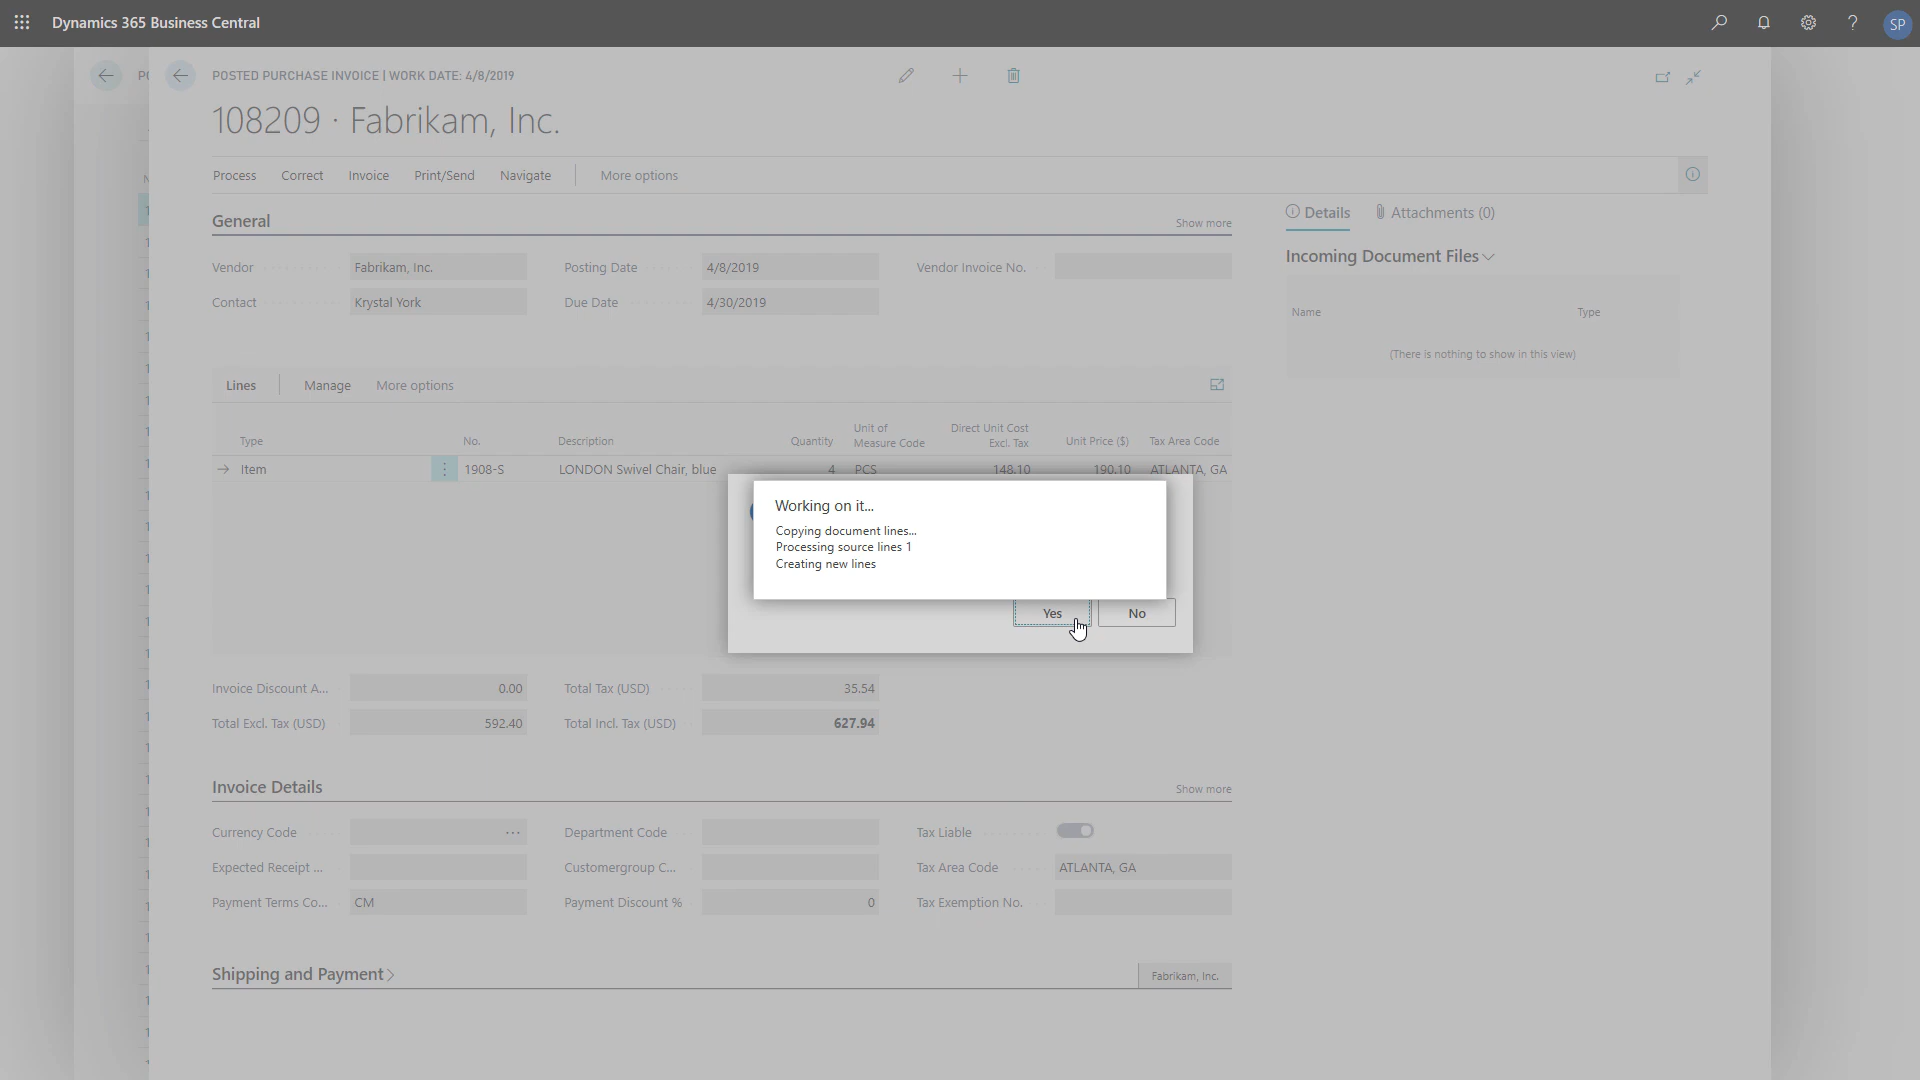 Dynamics 365 Business Central
SP
POSTED PURCHASE INVOICE | WORK DATE: 4/8/2019
108209 · Fabrikam, Inc.
Process Correct Invoice Print/Send Navigate More options
General
Show more
Vendor Fabrikam, Inc.
Posting Date 4/8/2019
Vendor Invoice No.
Contact Krystal York
Due Date 4/30/2019
Details Attachments (0)
Incoming Document Files
Name Type
(There is nothing to show in this view)
Lines Manage More options
Type No. Description Quantity Unit of Measure Code Direct Unit Cost Excl. Tax Unit Price ($) Tax Area Code
Item 1908-S LONDON Swivel Chair, blue 4 PCS 148.10 190.10 ATLANTA, GA
Working on it...
Copying document lines...
Processing source lines 1
Creating new lines
Yes No
Invoice Discount A... 0.00
Total Tax (USD) 35.54
Total Excl. Tax (USD) 592.40
Total Incl. Tax (USD) 627.94
Invoice Details
Show more
Currency Code ...
Department Code
Tax Liable
Expected Receipt ...
Customergroup C...
Tax Area Code ATLANTA, GA
Payment Terms Co... CM
Payment Discount % 0
Tax Exemption No.
Shipping and Payment
Fabrikam, Inc.